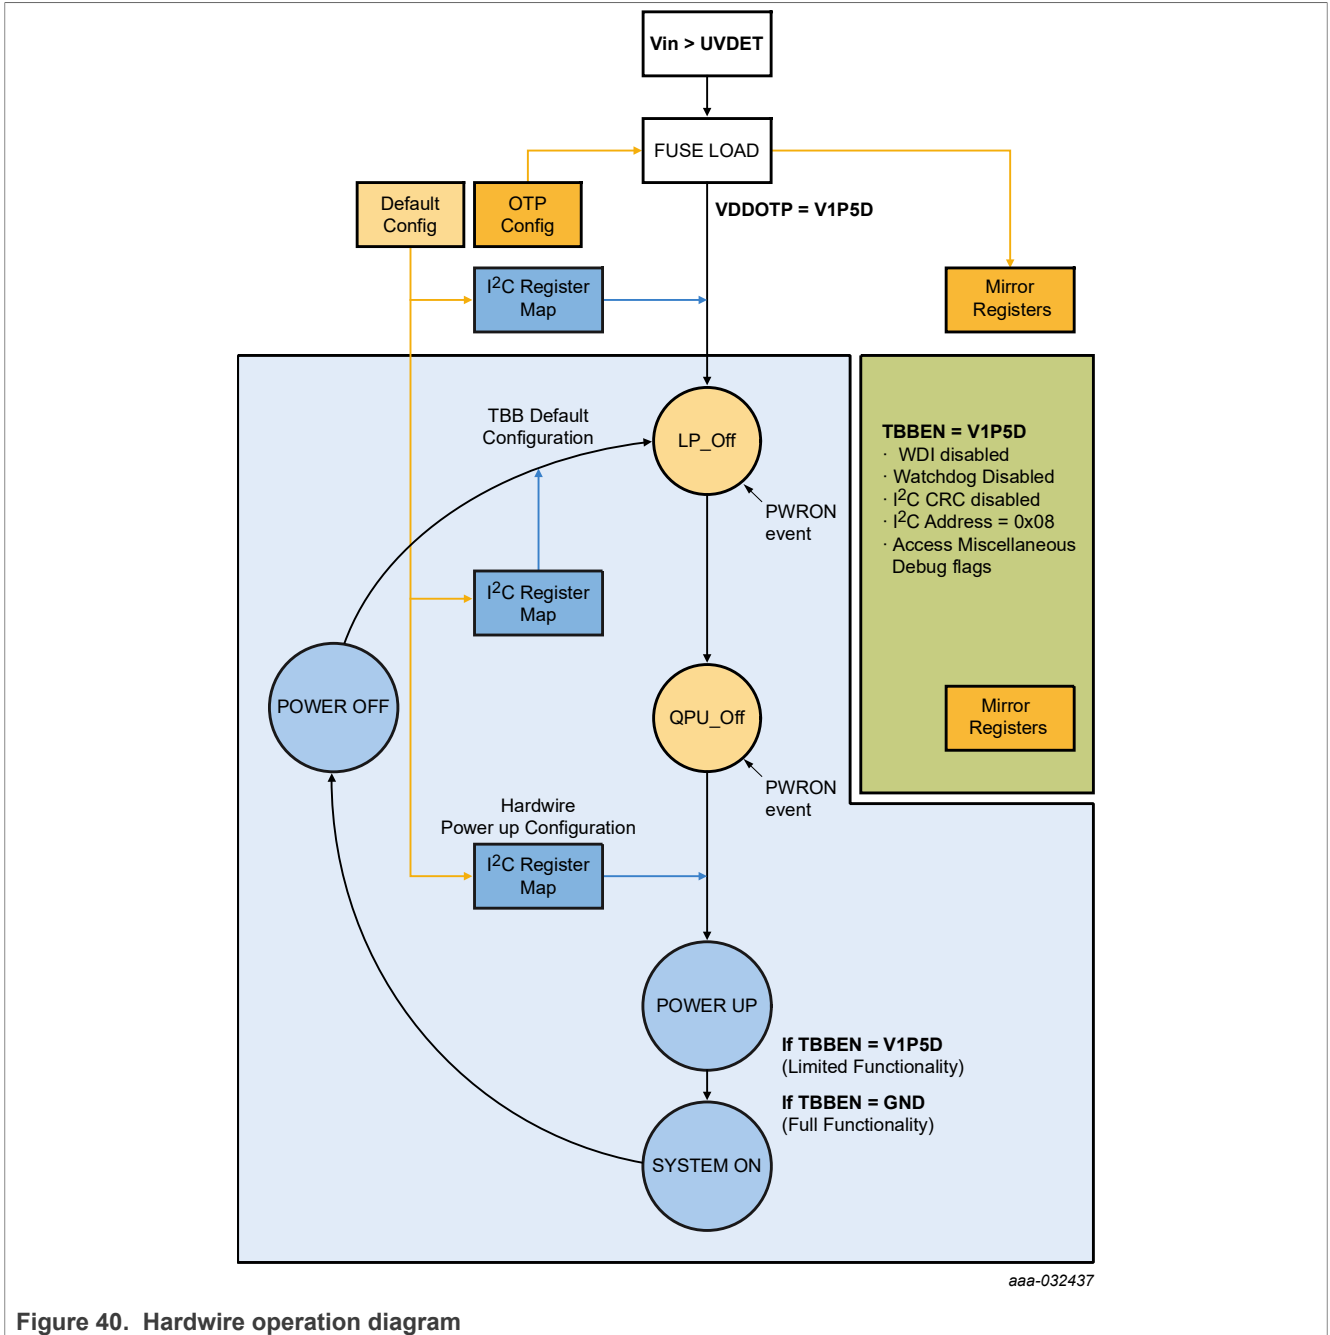 Vin > UVDET
FUSE LOAD
Default
Config
OTP
Config
VDDOTP = V1P5D
I2C Register
Map
Mirror
Registers
TBB Default
Configuration
LP_Off
PWRON
event
TBBEN = V1P5D
· WDI disabled
· Watchdog Disabled
· I2C CRC disabled
· I2C Address = 0x08
· Access Miscellaneous
Debug flags
I2C Register
Map
POWER OFF
QPU_Off
Mirror
Registers
PWRON
event
Hardwire
Power up Configuration
I2C Register
Map
POWER UP
If TBBEN = V1P5D
(Limited Functionality)
If TBBEN = GND
(Full Functionality)
SYSTEM ON
aaa-032437
Figure 40. Hardwire operation diagram